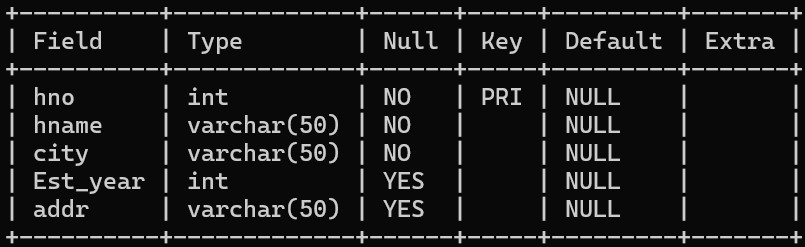 +----------+-------------+------+-----+---------+-------+
| Field    | Type        | Null | Key | Default | Extra |
+----------+-------------+------+-----+---------+-------+
| hno      | int         | NO   | PRI | NULL    |       |
| hname    | varchar(50) | NO   |     | NULL    |       |
| city     | varchar(50) | NO   |     | NULL    |       |
| Est_year | int         | YES  |     | NULL    |       |
| addr     | varchar(50) | YES  |     | NULL    |       |
+----------+-------------+------+-----+---------+-------+